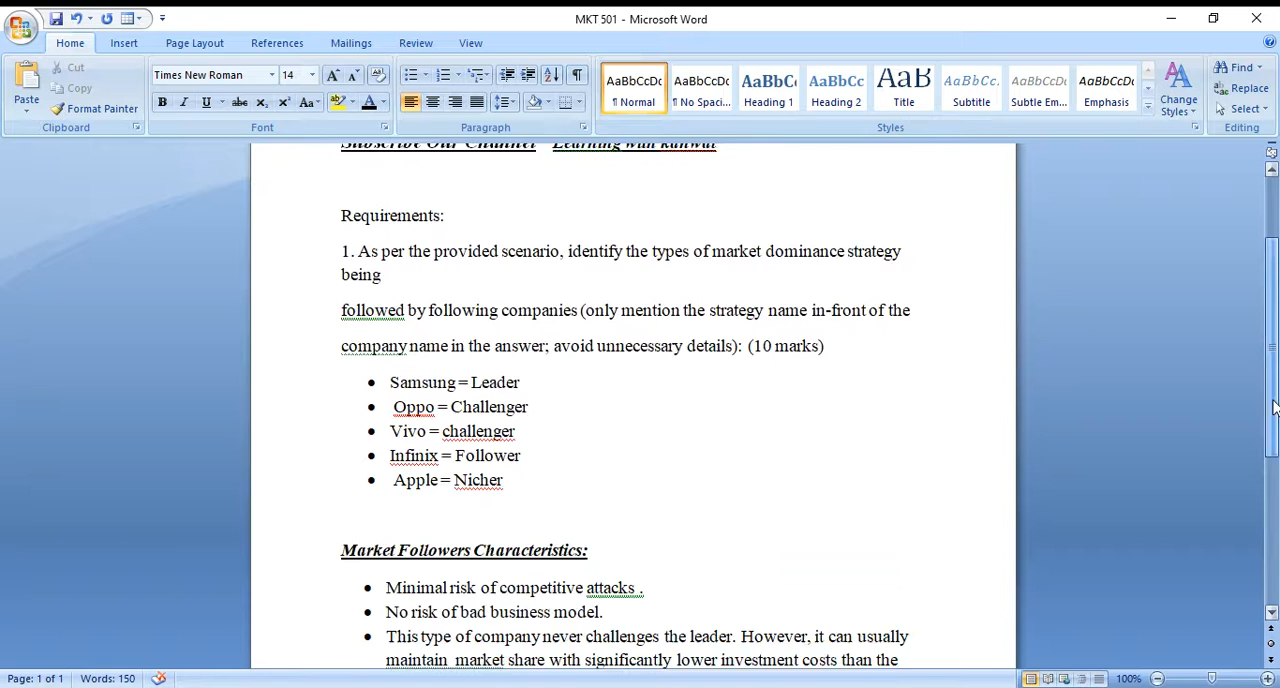 MKT 501 - Microsoft Word
Home Insert Page Layout References Mailings Review View
Paste
Cut
Copy
Format Painter
Clipboard
Times New Roman 14
Font
Paragraph
AaBbCcDc AaBbCcDc AaBbC AaBbCc AaB AaBbCc. AaBbCcDc AaBbCcDc
¶ Normal ¶ No Spaci... Heading 1 Heading 2 Title Subtitle Subtle Em... Emphasis
Change
Styles
Styles
Find
Replace
Select
Editing
Subscribe Our Channel
Requirements:
1. As per the provided scenario, identify the types of market dominance strategy
being
followed by following companies (only mention the strategy name in-front of the
company name in the answer; avoid unnecessary details): (10 marks)
• Samsung = Leader
• Oppo = Challenger
• Vivo = challenger
• Infinix = Follower
• Apple = Nicher
Market Followers Characteristics:
• Minimal risk of competitive attacks .
• No risk of bad business model.
• This type of company never challenges the leader. However, it can usually
maintain market share with significantly lower investment costs than the
Page: 1 of 1 Words: 150 100%